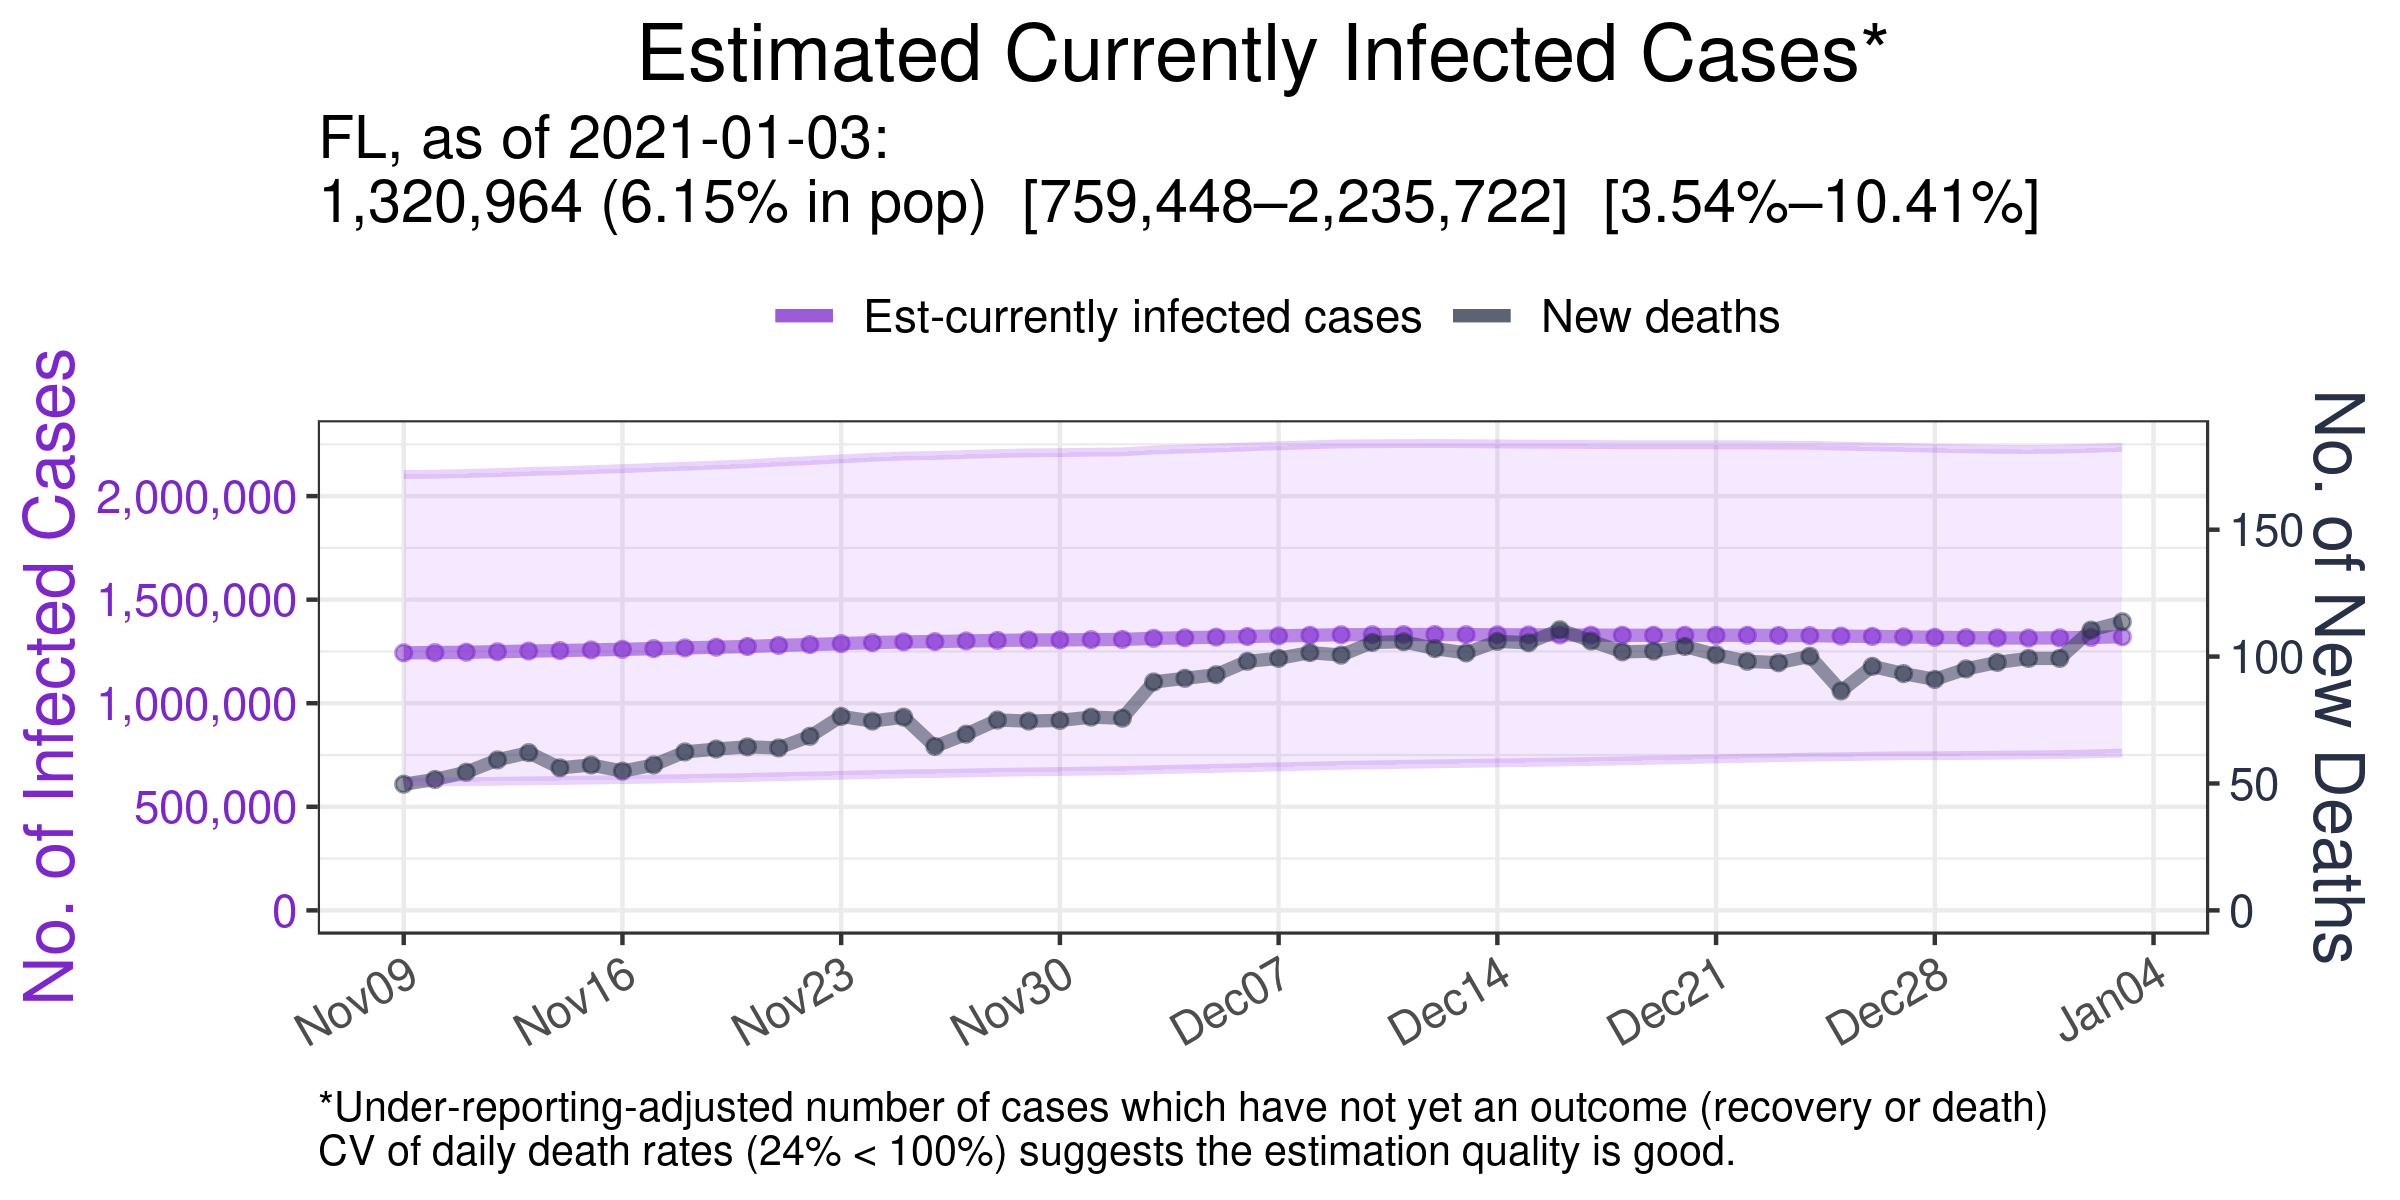 Estimated Currently Infected Cases*
FL, as of 2021-01-03:
1,320,964 (6.15% in pop) [759,448–2,235,722] [3.54%–10.41%]
Est-currently infected cases New deaths
No. of Infected Cases
2,000,000
1,500,000
1,000,000
500,000
0
150
100
50
0
No. of New Deaths
Nov09 Nov16 Nov23 Nov30 Dec07 Dec14 Dec21 Dec28 Jan04
*Under-reporting-adjusted number of cases which have not yet an outcome (recovery or death)
CV of daily death rates (24% < 100%) suggests the estimation quality is good.